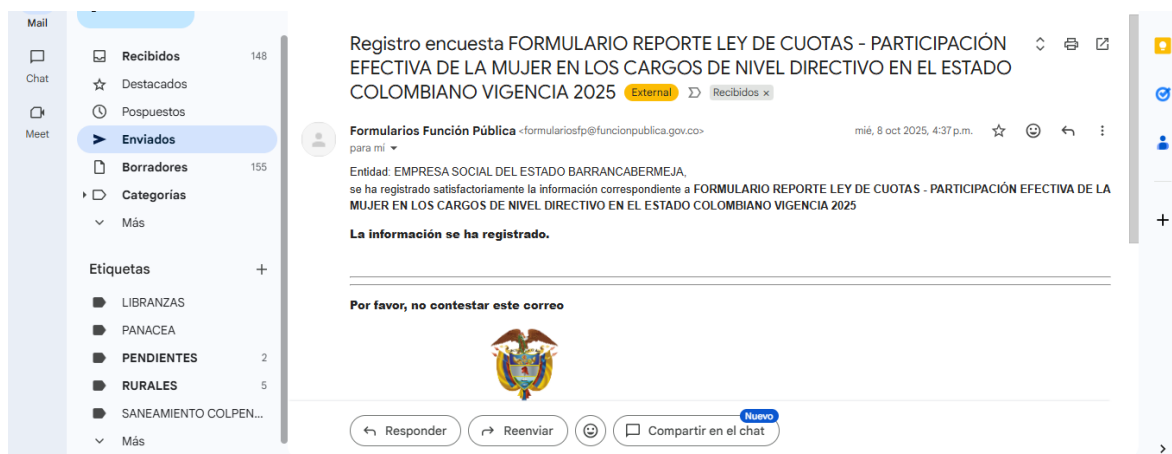 Mail
Chat
Meet
Recibidos 148
Destacados
Pospuestos
Enviados
Borradores 155
Categorías
Más
Etiquetas
LIBRANZAS
PANACEA
PENDIENTES 2
RURALES 5
SANEAMIENTO COLPEN...
Más
Registro encuesta FORMULARIO REPORTE LEY DE CUOTAS - PARTICIPACIÓN
EFECTIVA DE LA MUJER EN LOS CARGOS DE NIVEL DIRECTIVO EN EL ESTADO
COLOMBIANO VIGENCIA 2025 External Recibidos x
Formularios Función Pública <formulariosfp@funcionpublica.gov.co> mié, 8 oct 2025, 4:37 p.m.
para mí
Entidad: EMPRESA SOCIAL DEL ESTADO BARRANCABERMEJA,
se ha registrado satisfactoriamente la información correspondiente a FORMULARIO REPORTE LEY DE CUOTAS - PARTICIPACIÓN EFECTIVA DE LA
MUJER EN LOS CARGOS DE NIVEL DIRECTIVO EN EL ESTADO COLOMBIANO VIGENCIA 2025
La información se ha registrado.
Por favor, no contestar este correo
Nuevo
Responder Reenviar Compartir en el chat